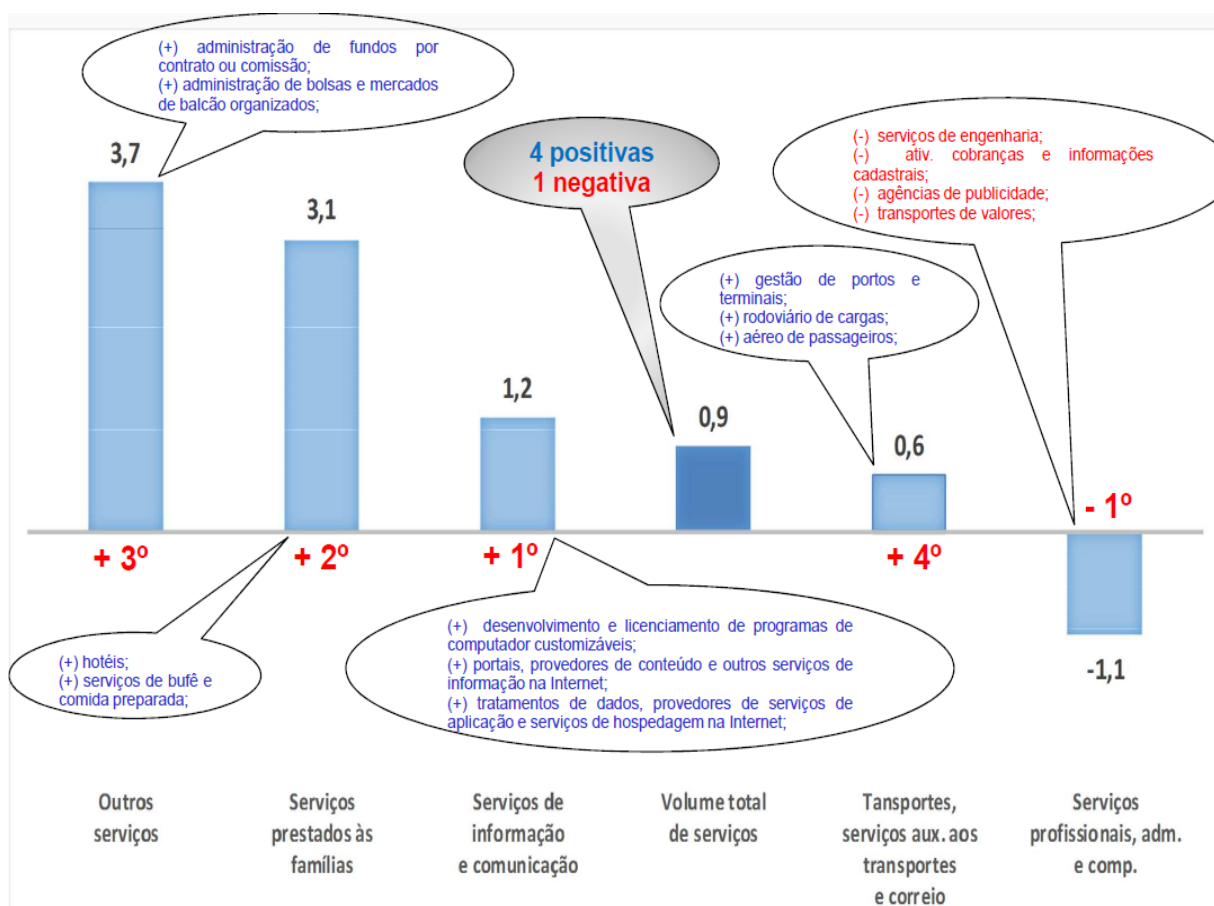 (+) administração de fundos por
contrato ou comissão;
(+) administração de bolsas e mercados
de balcão organizados;
3,7
3,1
4 positivas
1 negativa
(-) serviços de engenharia;
(-) ativ. cobranças e informações
cadastrais;
(-) agências de publicidade;
(-) transportes de valores;
(+) gestão de portos e
terminais;
(+) rodoviário de cargas;
(+) aéreo de passageiros;
1,2
0,9
0,6
- 1º
+ 3º
+ 2º
+ 1º
+ 4º
(+) hotéis;
(+) serviços de bufê e
comida preparada;
(+) desenvolvimento e licenciamento de programas de
computador customizáveis;
(+) portais, provedores de conteúdo e outros serviços de
informação na Internet;
(+) tratamentos de dados, provedores de serviços de
aplicação e serviços de hospedagem na Internet;
-1,1
Outros
serviços
Serviços
prestados às
famílias
Serviços de
informação
e comunicação
Volume total
de serviços
Tansportes,
serviços aux. aos
transportes
e correio
Serviços
profissionais, adm.
e comp.